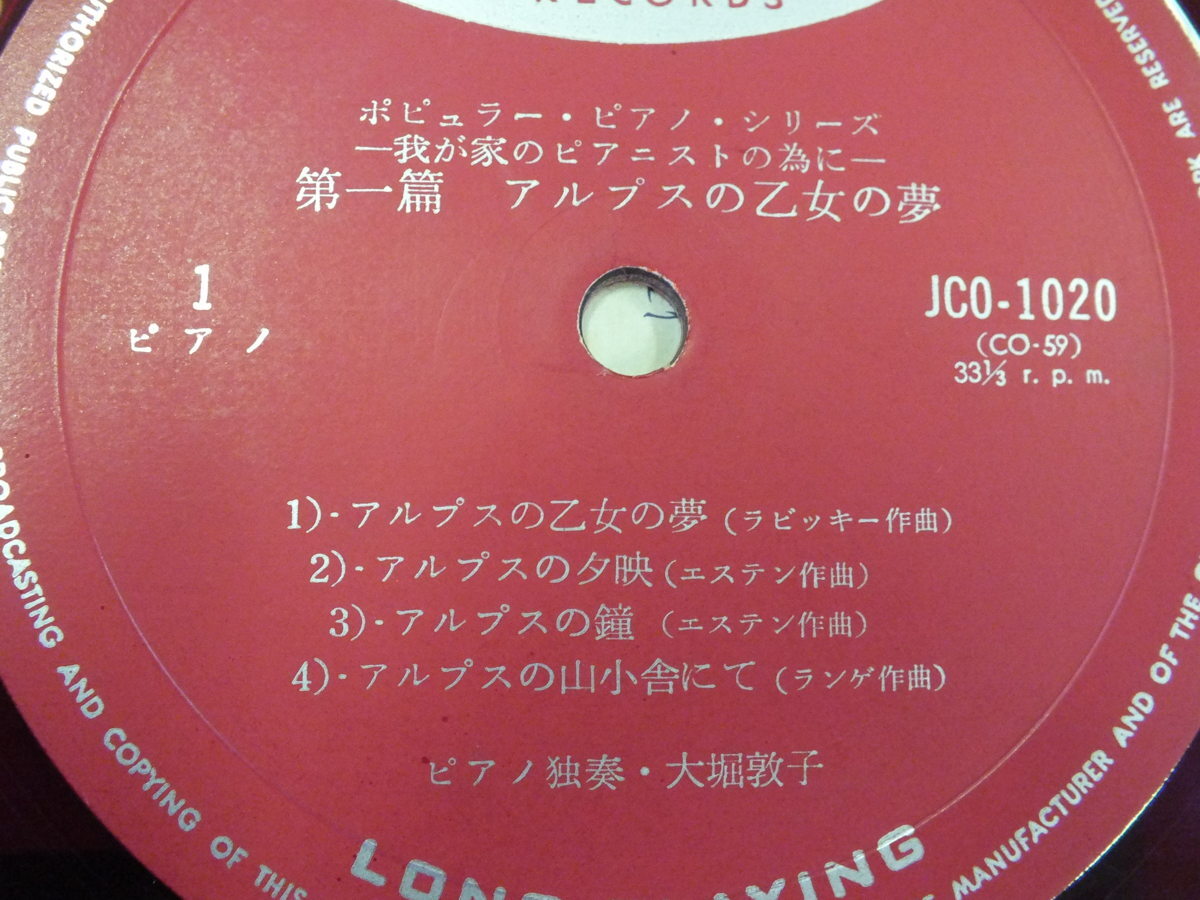 RECORDS
ポピュラー・ピアノ・シリーズ
―我が家のピアニストの為に―
第一篇　アルプスの乙女の夢
1
ピアノ
JCO-1020
(CO-59)
33⅓ r. p. m.
1)・アルプスの乙女の夢 (ラビッキー作曲)
2)・アルプスの夕映 (エステン作曲)
3)・アルプスの鐘 (エステン作曲)
4)・アルプスの山小舎にて (ランゲ作曲)
ピアノ独奏・大堀敦子
LONG
MANUFACTURER AND OF THE
ARE RESERVED
PUBLIC
BROADCASTING AND COPYING OF THIS